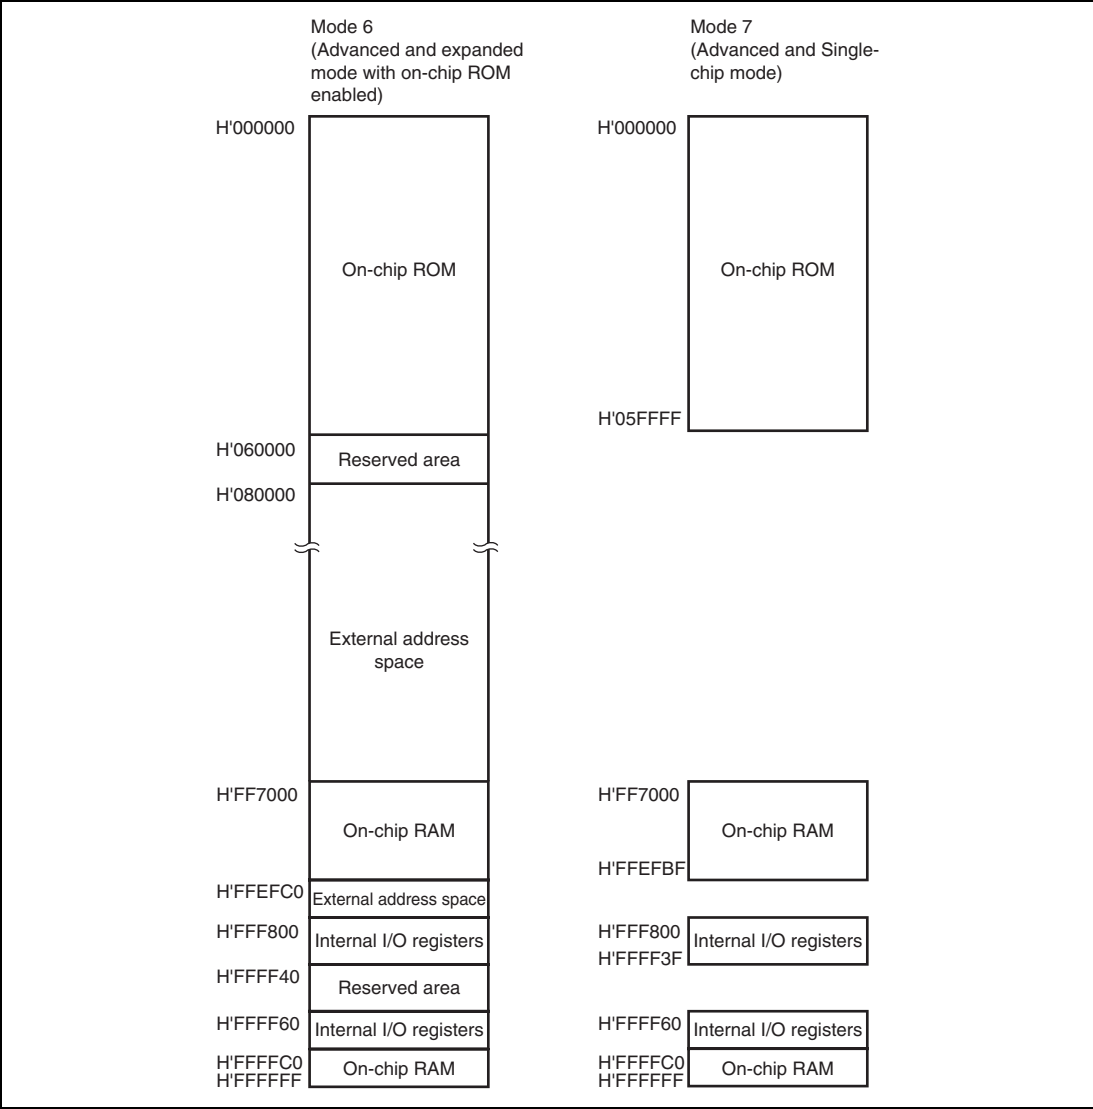 Mode 6
(Advanced and expanded
mode with on-chip ROM
enabled)
H'000000
On-chip ROM
H'060000
Reserved area
H'080000
External address
space
H'FF7000
On-chip RAM
H'FFEFC0
External address space
H'FFF800
Internal I/O registers
H'FFFF40
Reserved area
H'FFFF60
Internal I/O registers
H'FFFFC0
On-chip RAM
H'FFFFFF
Mode 7
(Advanced and Single-
chip mode)
H'000000
On-chip ROM
H'05FFFF
H'FF7000
On-chip RAM
H'FFEFBF
H'FFF800
Internal I/O registers
H'FFFF3F
H'FFFF60
Internal I/O registers
H'FFFFC0
On-chip RAM
H'FFFFFF